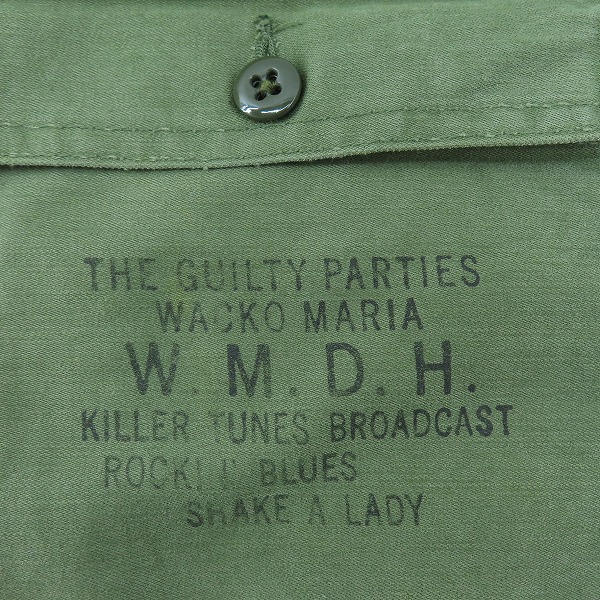 THE GUILTY PARTIES
WACKO MARIA
W.M.D.H.
KILLER TUNES BROADCAST
BLUES
SHAKE A LADY